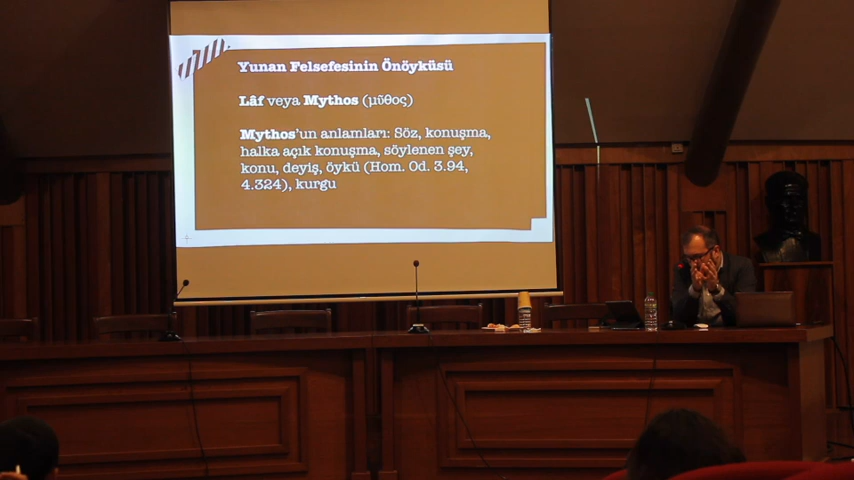 Yunan Felsefesinin Önöyküsü
Lâf veya Mythos (μῦθος)
Mythos'un anlamları: Söz, konuşma,
halka açık konuşma, söylenen şey,
konu, deyiş, öykü (Hom. Od. 3.94,
4.324), kurgu